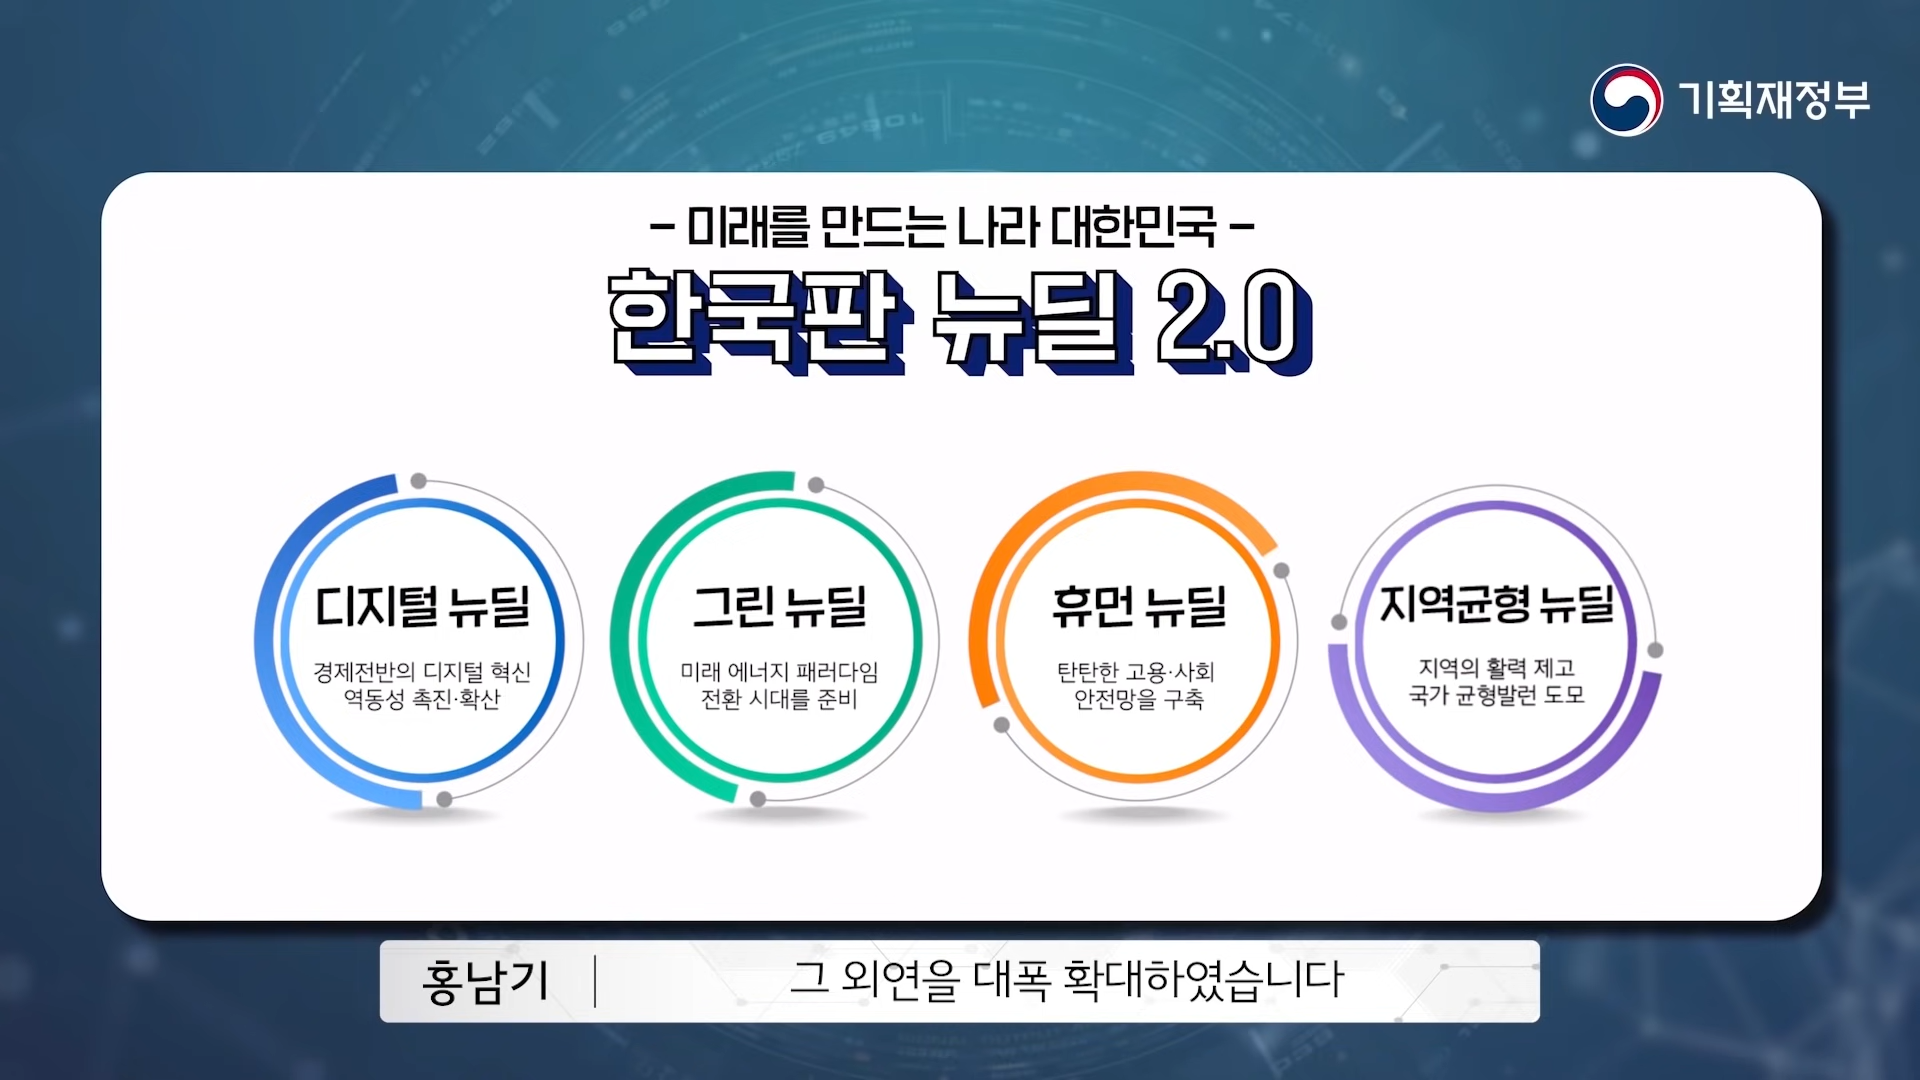 기획재정부
- 미래를 만드는 나라 대한민국 -
한국판 뉴딜 2.0
디지털 뉴딜
경제전반의 디지털 혁신
역동성 촉진·확산
그린 뉴딜
미래 에너지 패러다임
전환 시대를 준비
휴먼 뉴딜
탄탄한 고용·사회
안전망을 구축
지역균형 뉴딜
지역의 활력 제고
국가 균형발런 도모
홍남기
그 외연을 대폭 확대하였습니다